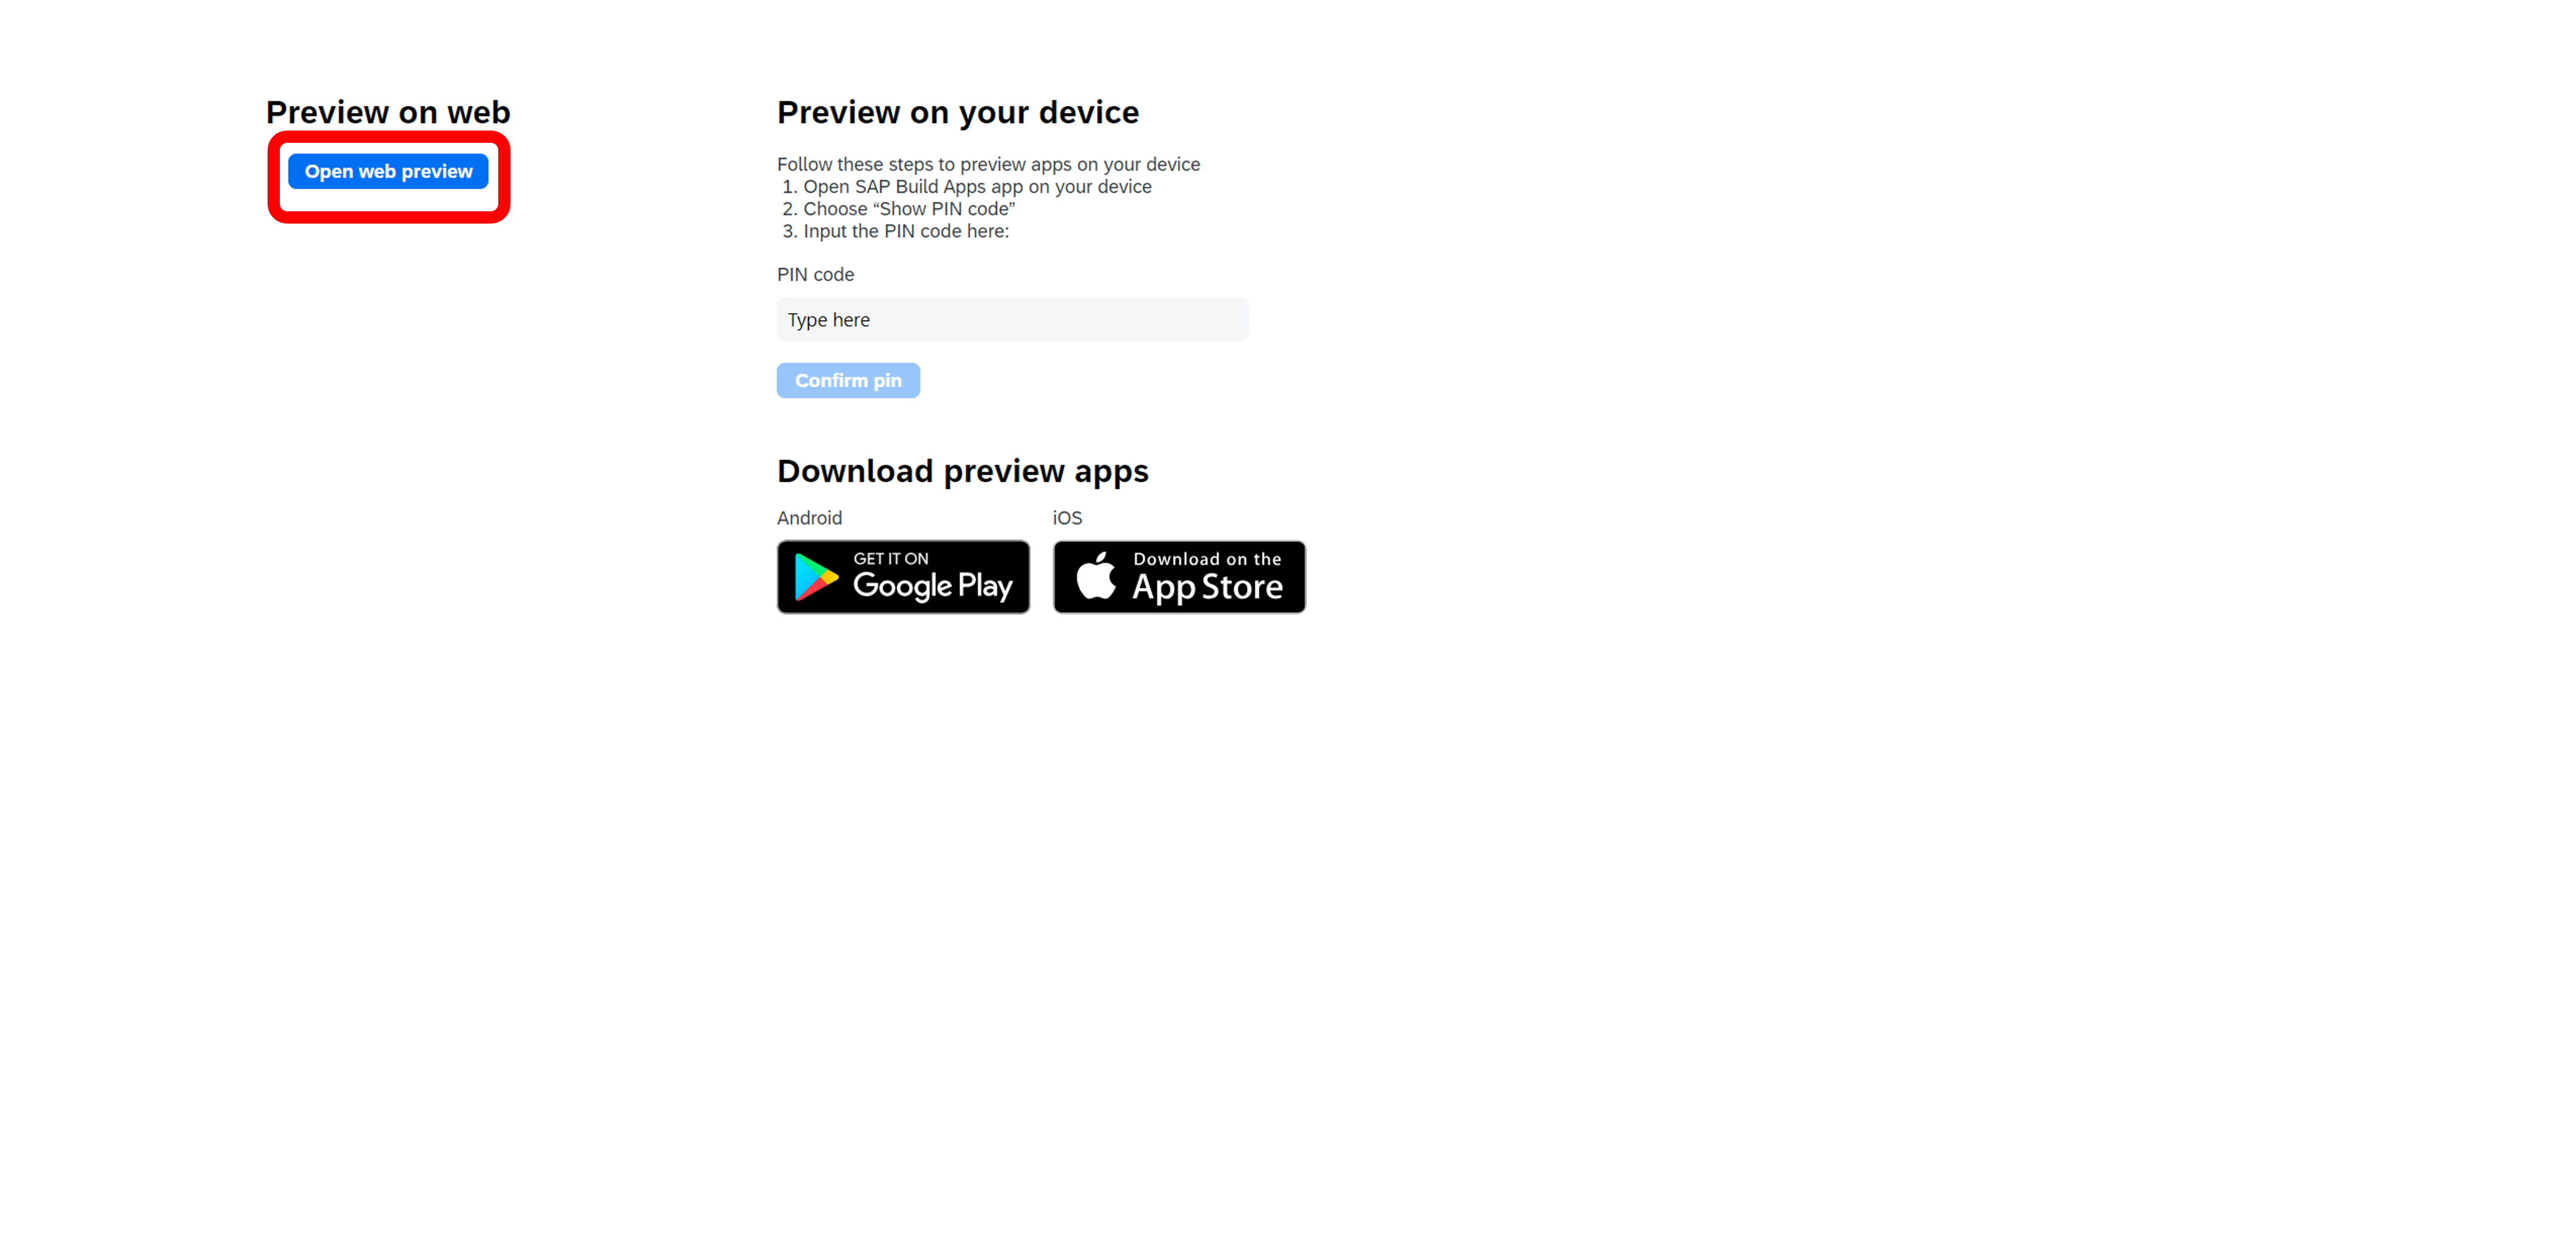 Preview on web
Open web preview
Preview on your device
Follow these steps to preview apps on your device
1. Open SAP Build Apps app on your device
2. Choose “Show PIN code”
3. Input the PIN code here:
PIN code
Type here
Confirm pin
Download preview apps
Android
GET IT ON
Google Play
iOS
Download on the
App Store